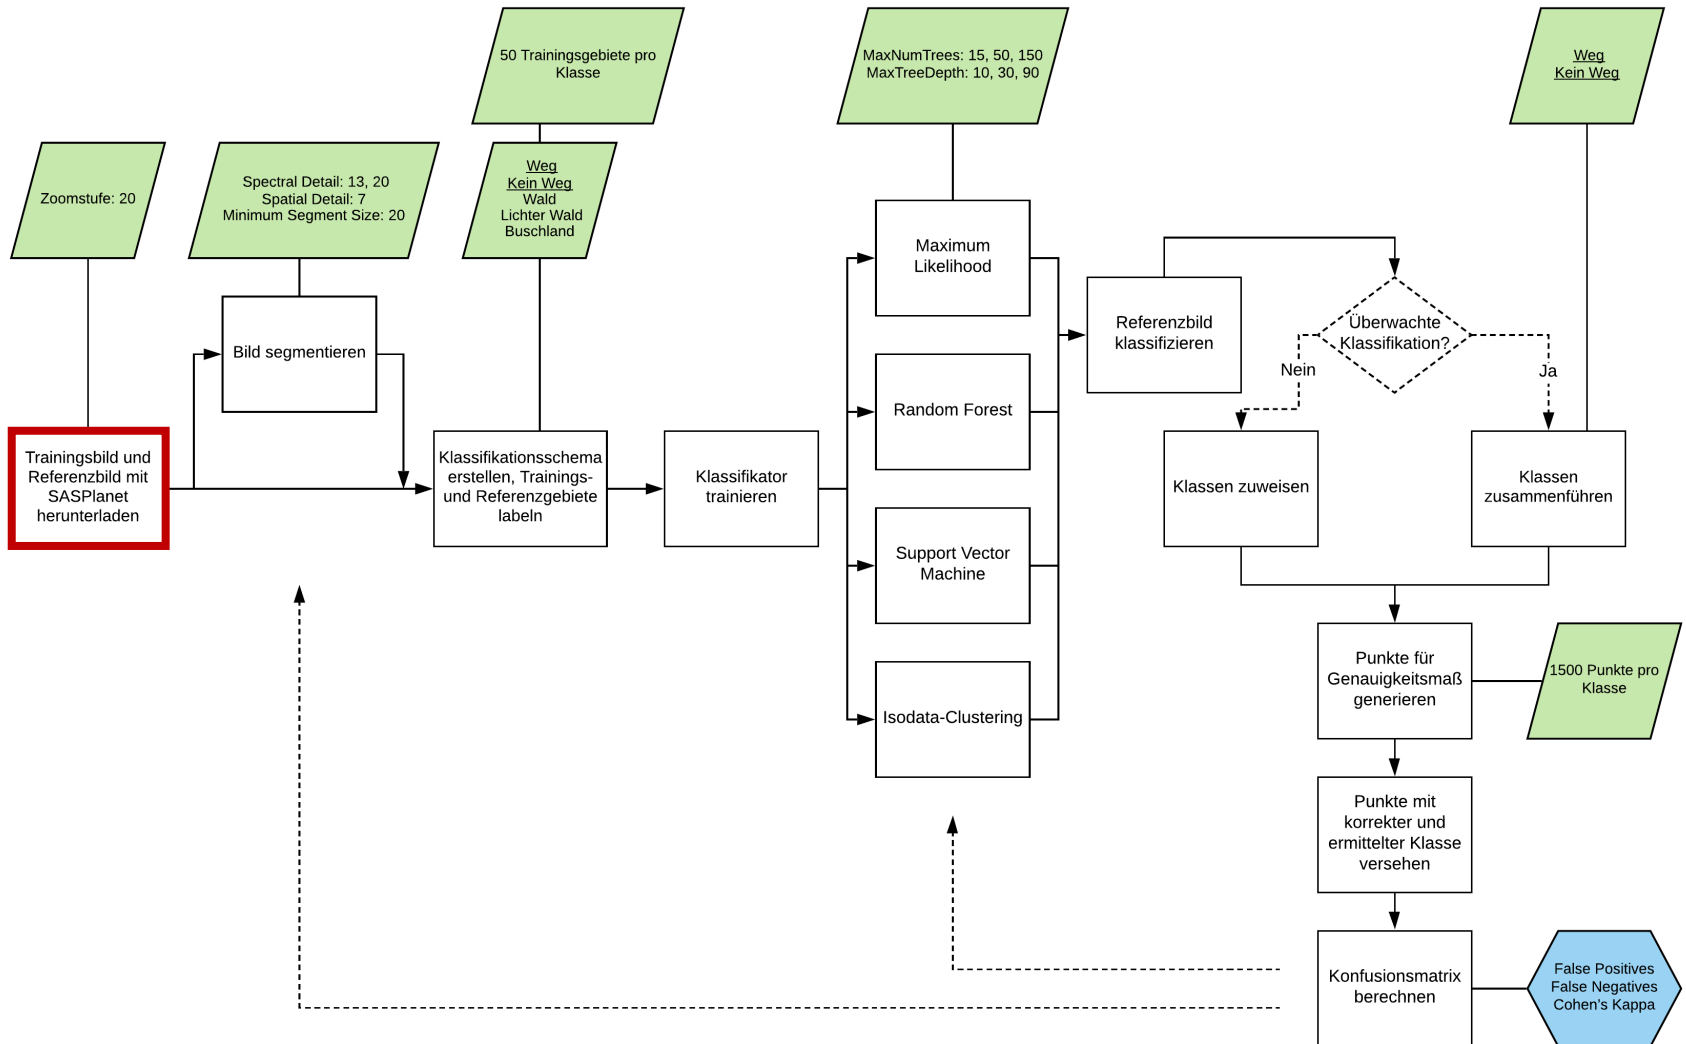 50 Trainingsgebiete pro
Klasse
MaxNumTrees: 15, 50, 150
MaxTreeDepth: 10, 30, 90
Weg
Kein Weg
Zoomstufe: 20
Spectral Detail: 13, 20
Spatial Detail: 7
Minimum Segment Size: 20
Weg
Kein Weg
Wald
Lichter Wald
Buschland
Bild segmentieren
Trainingsbild und
Referenzbild mit
SASPlanet
herunterladen
Klassifikationsschema
erstellen, Trainings-
und Referenzgebiete
labeln
Klassifikator
trainieren
Maximum
Likelihood
Random Forest
Support Vector
Machine
Isodata-Clustering
Referenzbild
klassifizieren
Überwachte
Klassifikation?
Nein
Ja
Klassen zuweisen
Klassen
zusammenführen
Punkte für
Genauigkeitsmaß
generieren
1500 Punkte pro
Klasse
Punkte mit
korrekter und
ermittelter Klasse
versehen
Konfusionsmatrix
berechnen
False Positives
False Negatives
Cohen's Kappa